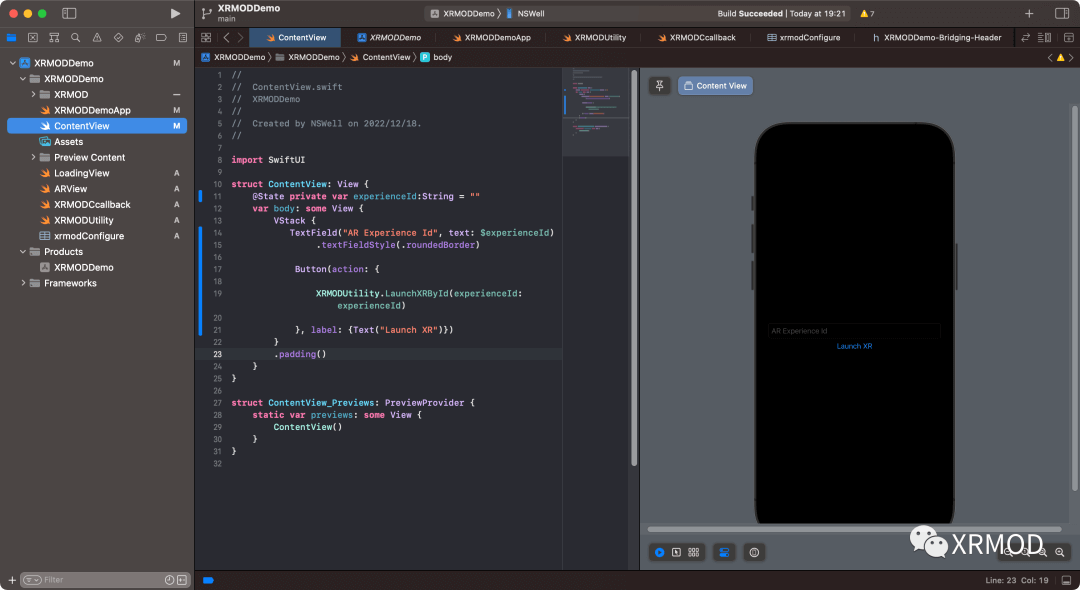 XRMODDemo
main
XRMODDemo 〉 NSWell
Build Succeeded | Today at 19:21
7
ContentView
XRMODDemo
XRMODDemoApp
XRMODUtility
XRMODCcallback
xrmodConfigure
h XRMODDemo-Bridging-Header
XRMODDemo 〉 XRMODDemo 〉 ContentView 〉 P body
XRMODDemo M
XRMODDemo
XRMOD —
XRMODDemoApp M
ContentView M
Assets
Preview Content
LoadingView A
ARView A
XRMODCcallback A
XRMODUtility A
xrmodConfigure A
Products
XRMODDemo
Frameworks
Filter
1 //
2 //  ContentView.swift
3 //  XRMODDemo
4 //
5 //  Created by NSWell on 2022/12/18.
6 //
7
8 import SwiftUI
9
10 struct ContentView: View {
11     @State private var experienceId:String = ""
12     var body: some View {
13         VStack {
14            TextField("AR Experience Id", text: $experienceId)
15                 .textFieldStyle(.roundedBorder)
16
17             Button(action: {
18
19                 XRMODUtility.LaunchXRById(experienceId:
experienceId)
20
21             }, label: {Text("Launch XR")})
22         }
23         .padding()
24     }
25 }
26
27 struct ContentView_Previews: PreviewProvider {
28     static var previews: some View {
29         ContentView()
30     }
31 }
32
Content View
AR Experience Id
Launch XR
XRMOD
Line: 23 Col: 19